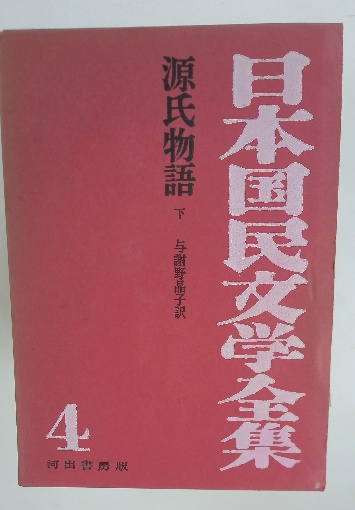 日本国民文学全集
源氏物語 下 与謝野晶子訳
4
河出書房版